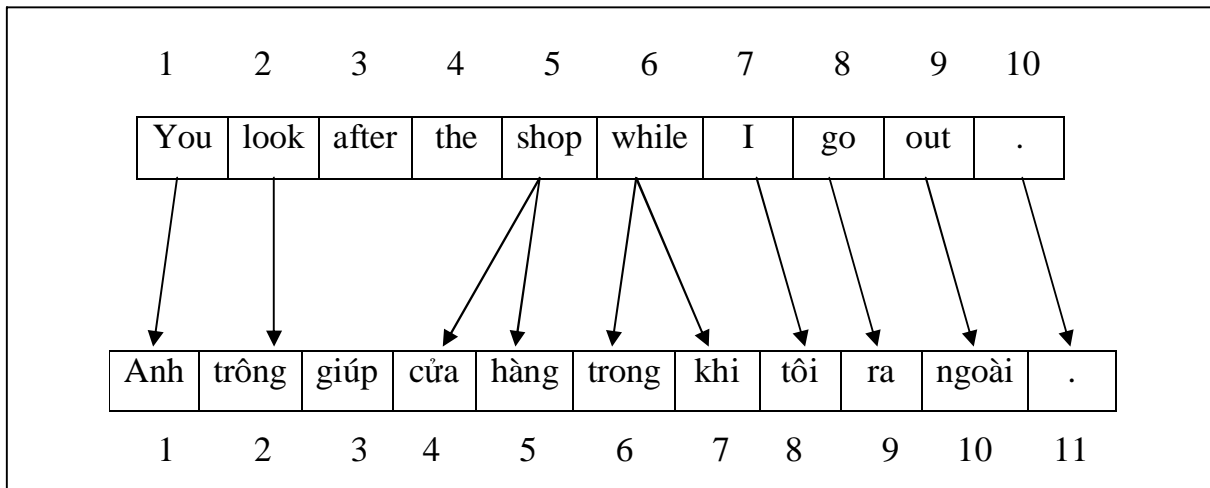 1 2 3 4 5 6 7 8 9 10
You look after the shop while I go out .
Anh trông giúp cửa hàng trong khi tôi ra ngoài .
1 2 3 4 5 6 7 8 9 10 11